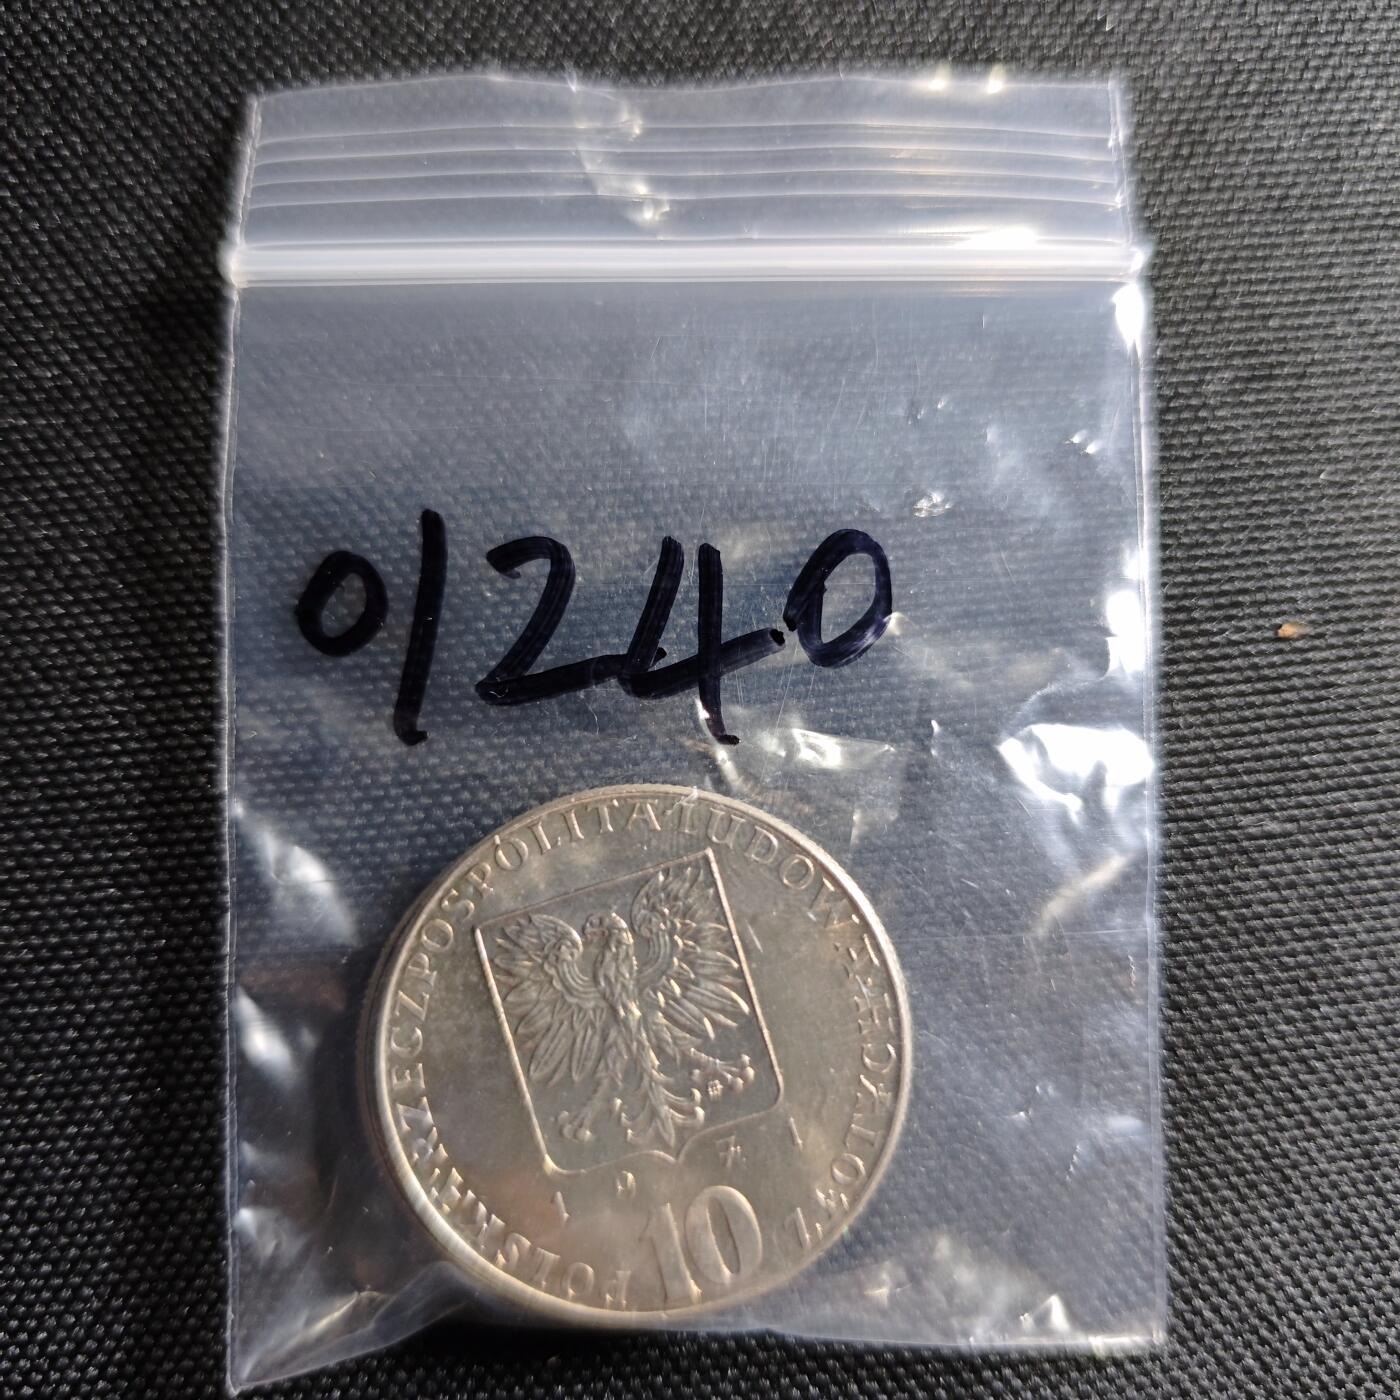 01240
POLSKA·RZECZPOSPOLITA·LUDOWA
1971
10
ZŁOTYCH